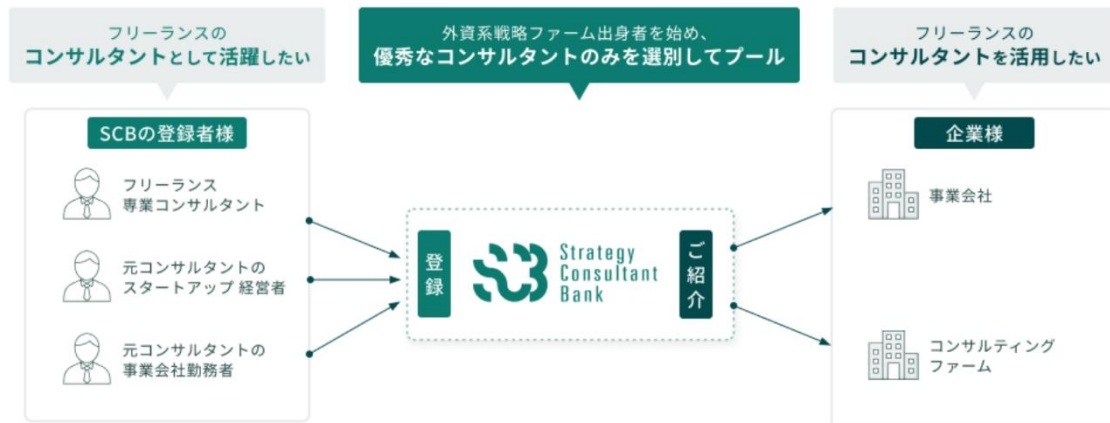 フリーランスの
コンサルタントとして活躍したい
外資系戦略ファーム出身者を始め、
優秀なコンサルタントのみを選別してプール
フリーランスの
コンサルタントを活用したい
SCBの登録者様
フリーランス
専業コンサルタント
元コンサルタントの
スタートアップ 経営者
元コンサルタントの
事業会社勤務者
登録
SCB
Strategy
Consultant
Bank
ご紹介
企業様
事業会社
コンサルティング
ファーム